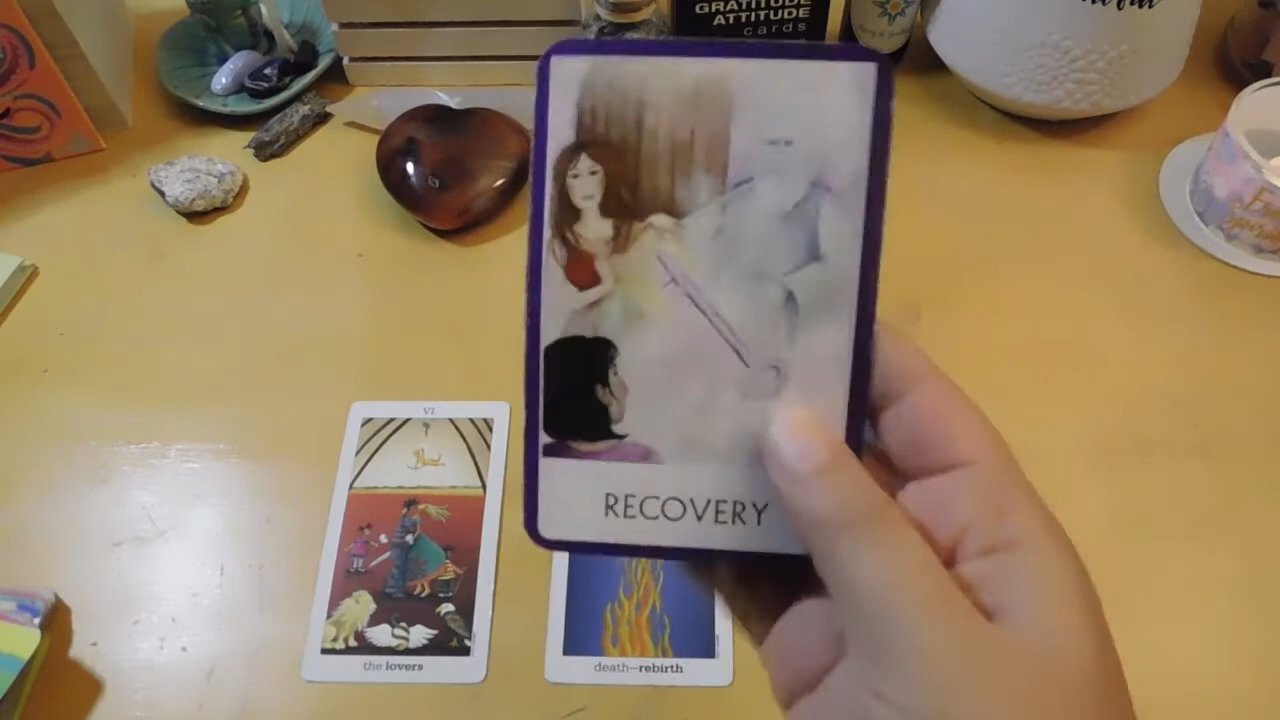 GRATITUDE
ATTITUDE
cards
RECOVERY
VI
the lovers
death—rebirth